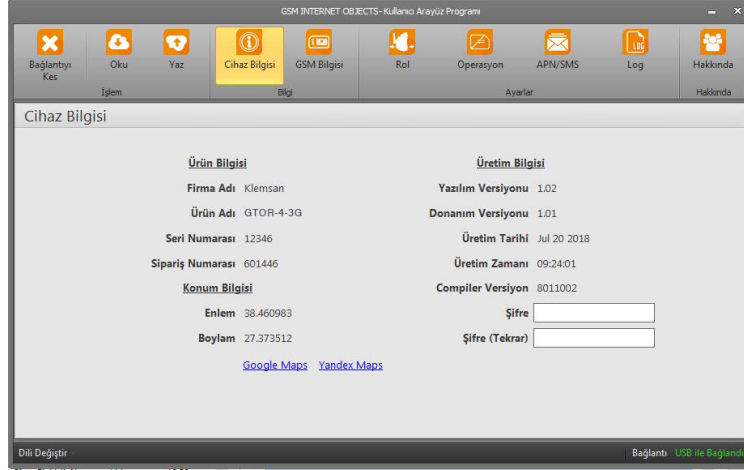 GSM INTERNET OBJECTS- Kullanıcı Arayüz Programı
Bağlantıyı Kes
Oku
Yaz
Cihaz Bilgisi
GSM Bilgisi
Rol
Operasyon
APN/SMS
LOG
Log
Hakkında
İşlem
Bilgi
Ayarlar
Hakkında
Cihaz Bilgisi
Ürün Bilgisi
Firma Adı Klemsan
Ürün Adı GTOR-4-3G
Seri Numarası 12346
Sipariş Numarası 601446
Konum Bilgisi
Enlem 38.460983
Boylam 27.373512
Google Maps Yandex Maps
Üretim Bilgisi
Yazılım Versiyonu 1.02
Donanım Versiyonu 1.01
Üretim Tarihi Jul 20 2018
Üretim Zamanı 09:24:01
Compiler Versiyon 8011002
Şifre
Şifre (Tekrar)
Dili Değiştir
Bağlantı USB ile Bağlandı